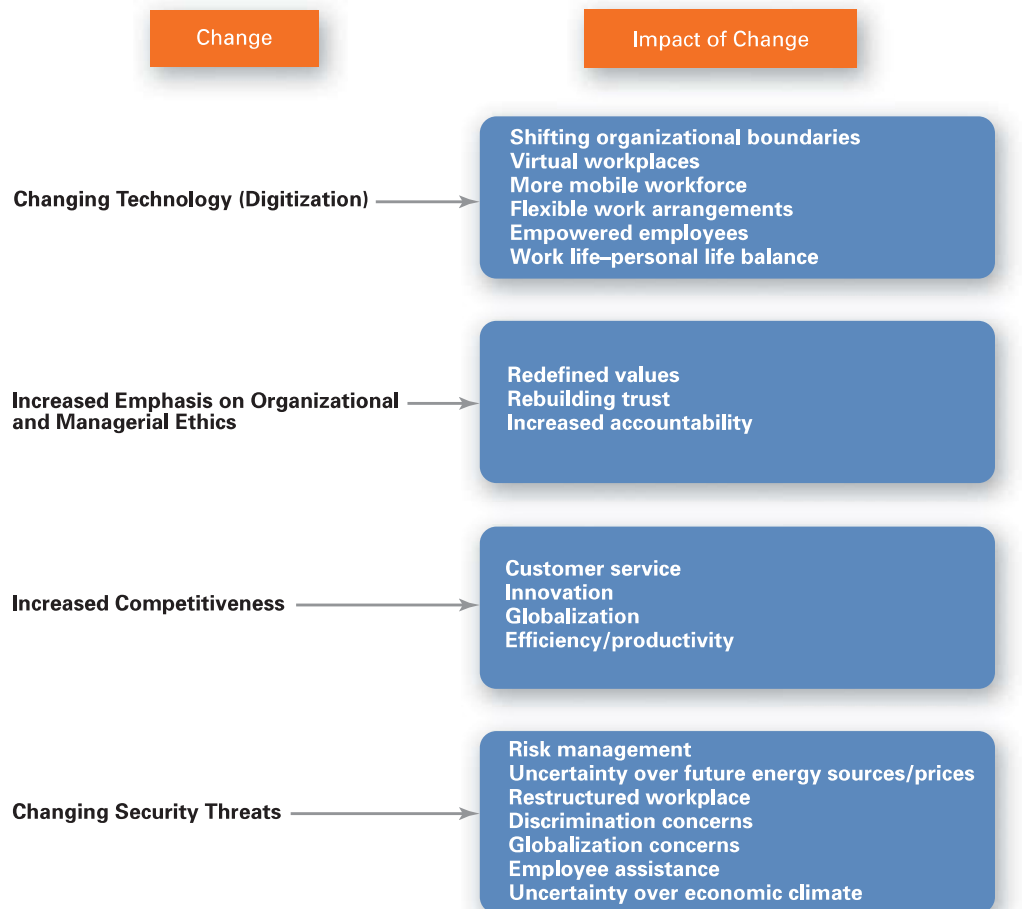 Change
Impact of Change
Changing Technology (Digitization)
Shifting organizational boundaries
Virtual workplaces
More mobile workforce
Flexible work arrangements
Empowered employees
Work life–personal life balance
Increased Emphasis on Organizational
and Managerial Ethics
Redefined values
Rebuilding trust
Increased accountability
Increased Competitiveness
Customer service
Innovation
Globalization
Efficiency/productivity
Changing Security Threats
Risk management
Uncertainty over future energy sources/prices
Restructured workplace
Discrimination concerns
Globalization concerns
Employee assistance
Uncertainty over economic climate